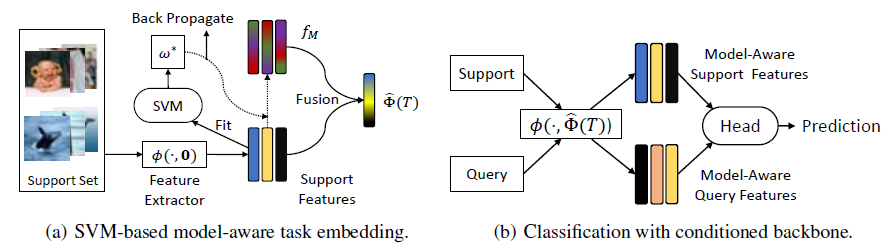 Back Propagate
ω*
f_M
SVM
Fusion
Φ̂(T)
Fit
ϕ(·, 0)
Support Set
Feature
Extractor
Support
Features
(a) SVM-based model-aware task embedding.
Support
Model-Aware
Support Features
ϕ(·, Φ̂(T))
Head
Prediction
Query
Model-Aware
Query Features
(b) Classification with conditioned backbone.